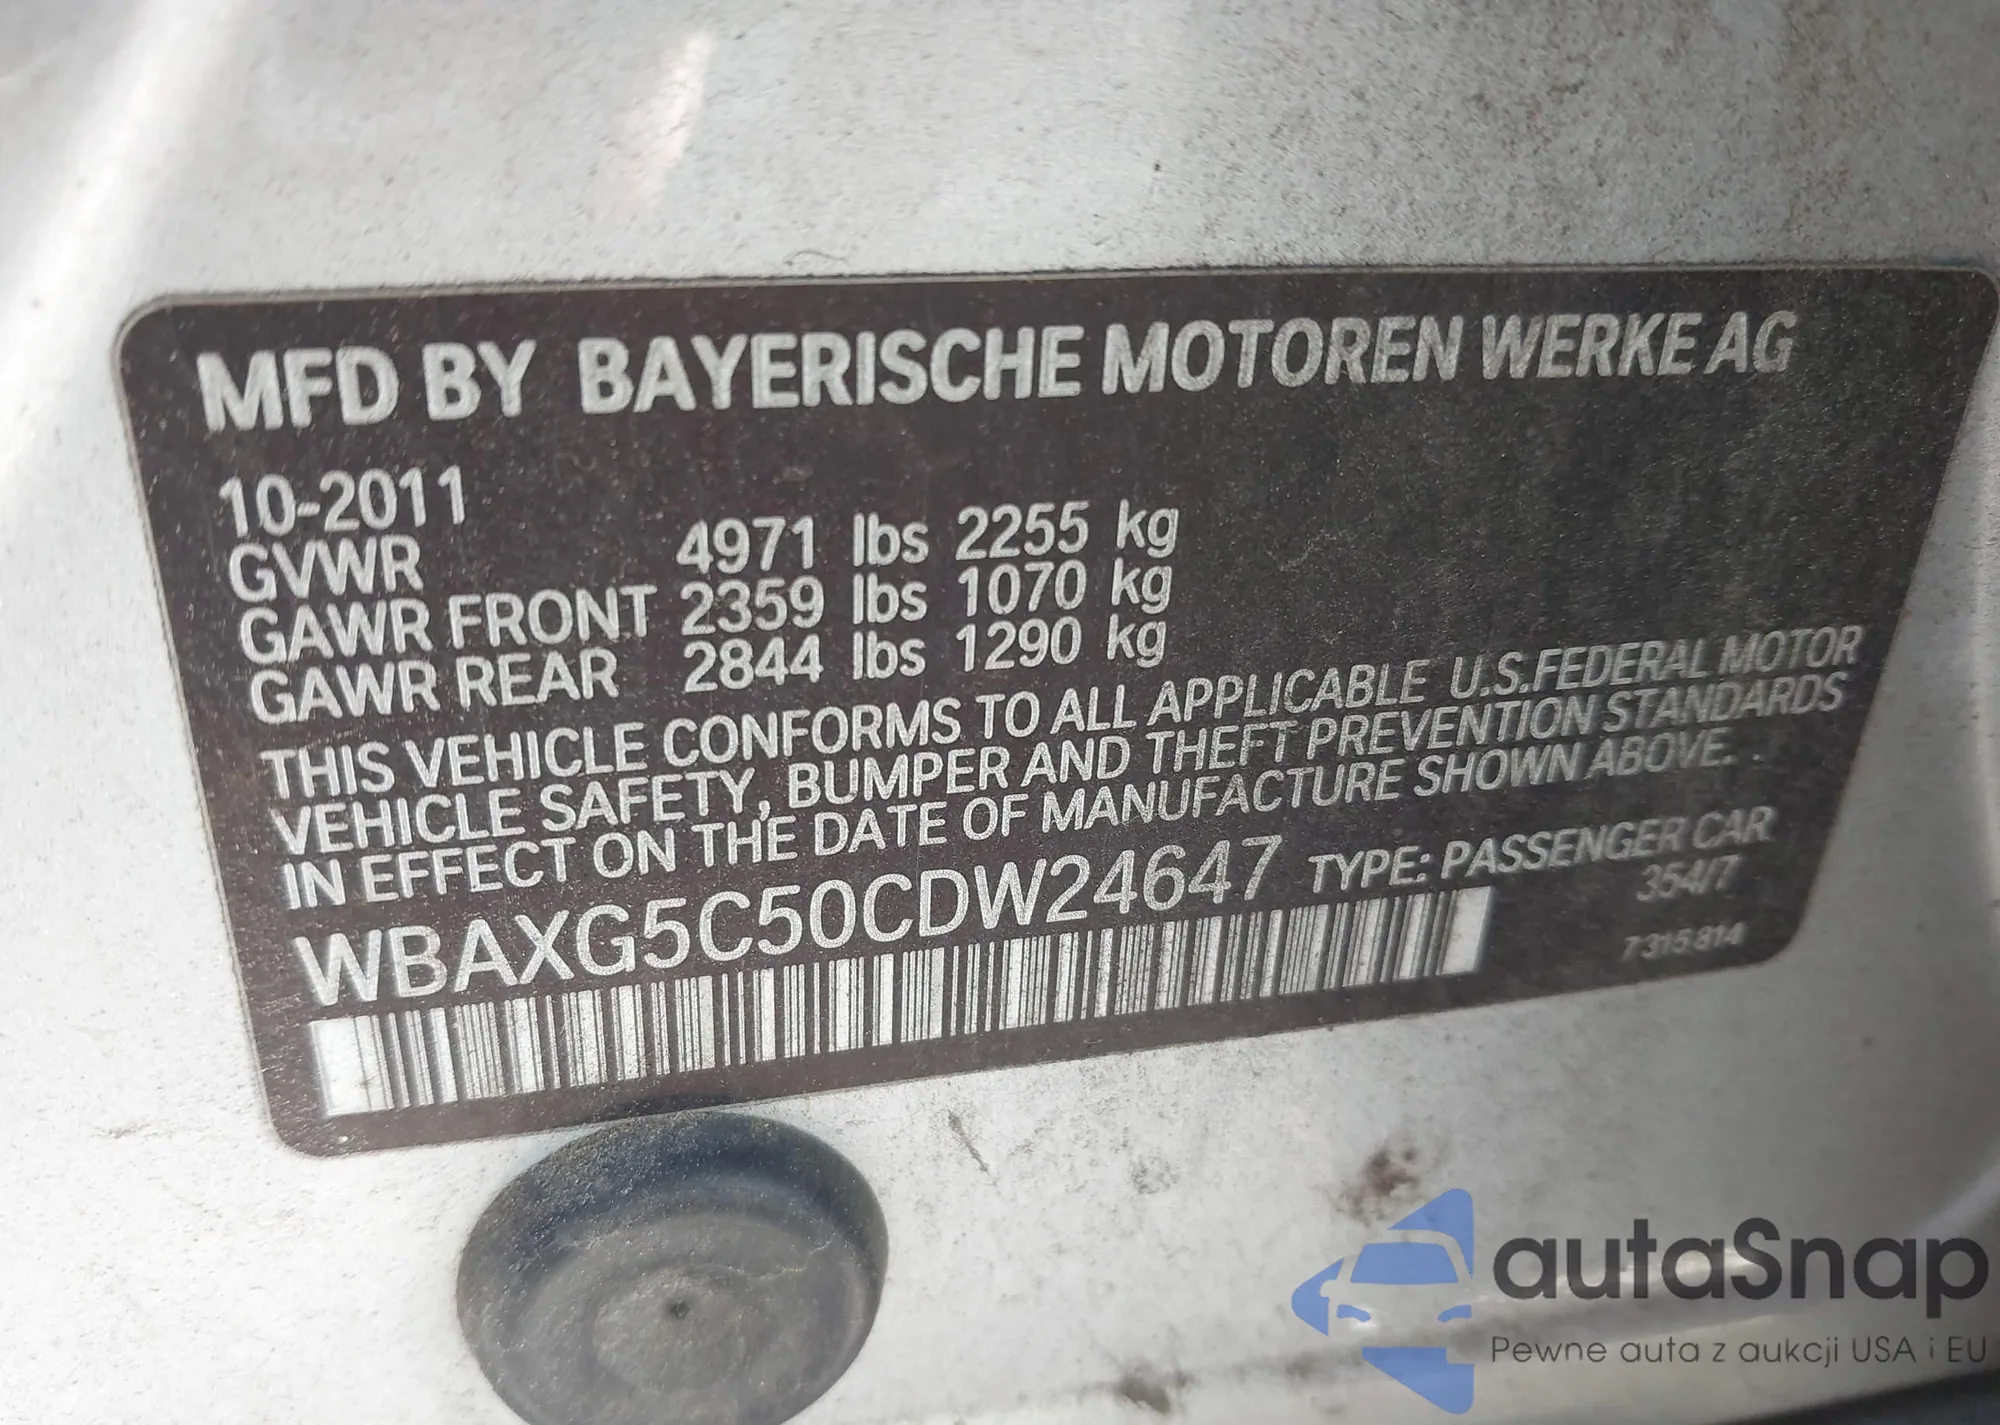 MFD BY BAYERISCHE MOTOREN WERKE AG
10-2011
GVWR 4971 lbs 2255 kg
GAWR FRONT 2359 lbs 1070 kg
GAWR REAR 2844 lbs 1290 kg
THIS VEHICLE CONFORMS TO ALL APPLICABLE U.S.FEDERAL MOTOR
VEHICLE SAFETY, BUMPER AND THEFT PREVENTION STANDARDS
IN EFFECT ON THE DATE OF MANUFACTURE SHOWN ABOVE.
WBAXG5C50CDW24647 TYPE: PASSENGER CAR
354/7
7315814
autaSnap
Pewne auta z aukcji USA i EU